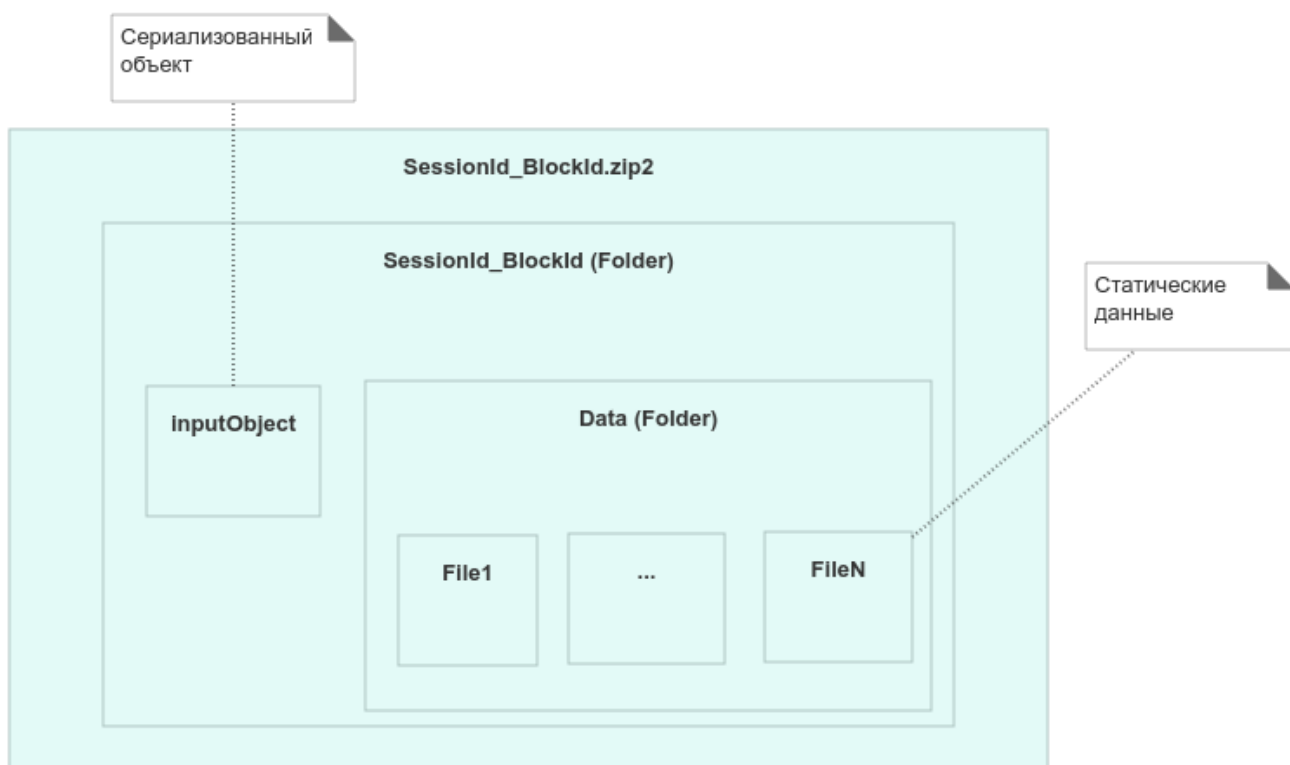 Сериализованный
объект
SessionId_BlockId.zip2
SessionId_BlockId (Folder)
Статические
данные
inputObject
Data (Folder)
File1
...
FileN